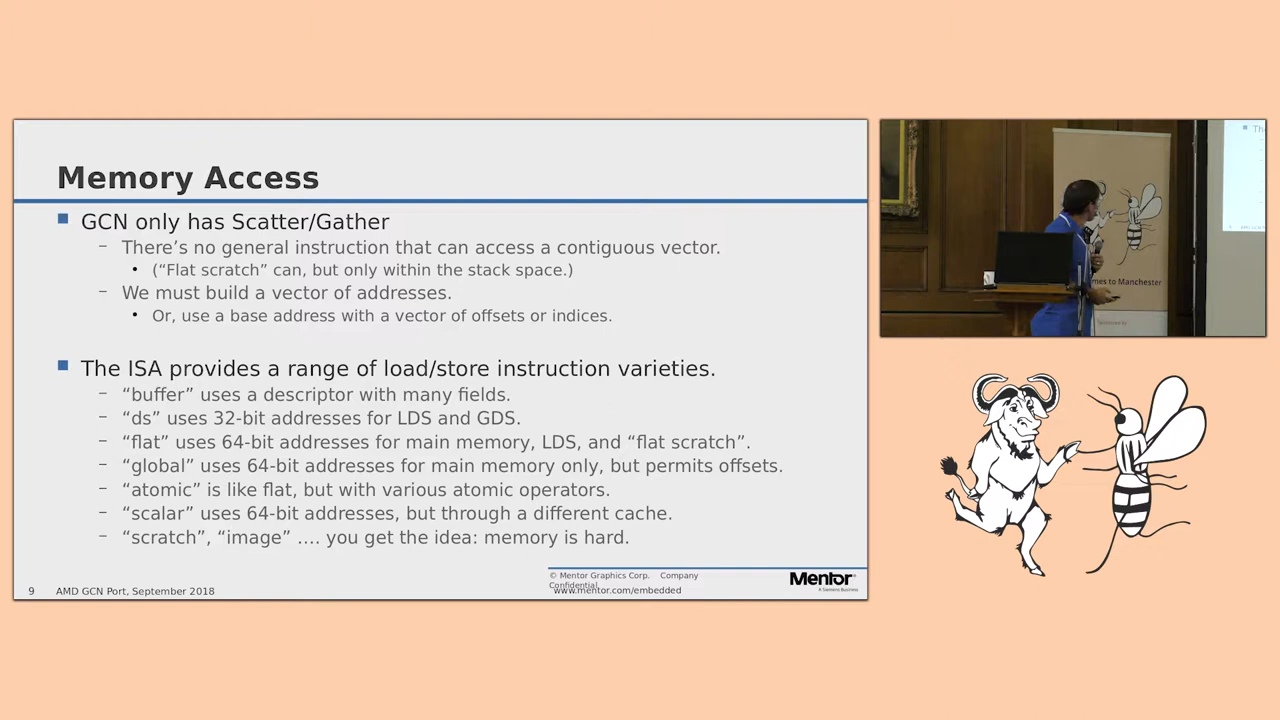 Memory Access
GCN only has Scatter/Gather
– There’s no general instruction that can access a contiguous vector.
• (“Flat scratch” can, but only within the stack space.)
– We must build a vector of addresses.
• Or, use a base address with a vector of offsets or indices.
The ISA provides a range of load/store instruction varieties.
– “buffer” uses a descriptor with many fields.
– “ds” uses 32-bit addresses for LDS and GDS.
– “flat” uses 64-bit addresses for main memory, LDS, and “flat scratch”.
– “global” uses 64-bit addresses for main memory only, but permits offsets.
– “atomic” is like flat, but with various atomic operators.
– “scalar” uses 64-bit addresses, but through a different cache.
– “scratch”, “image” …. you get the idea: memory is hard.
9 AMD GCN Port, September 2018
© Mentor Graphics Corp. Company
Confidential
www.mentor.com/embedded
Mentor®
A Siemens Business
Th
mes to Manchester